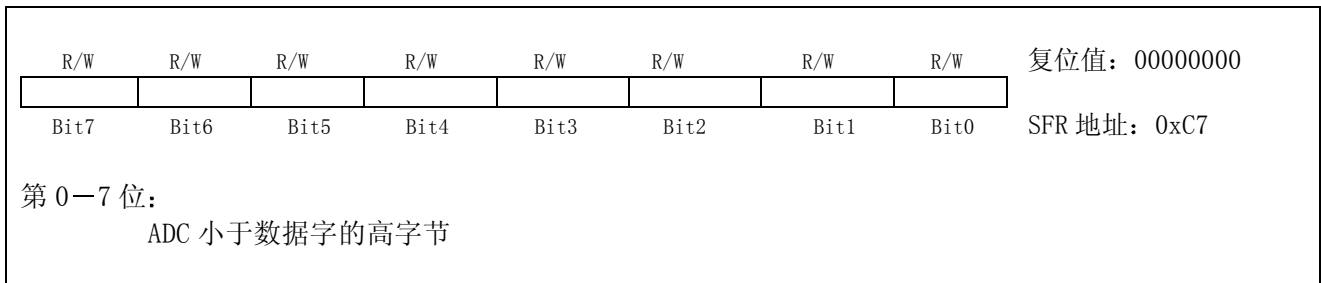 R/W R/W R/W R/W R/W R/W R/W R/W 复位值：00000000
Bit7 Bit6 Bit5 Bit4 Bit3 Bit2 Bit1 Bit0 SFR 地址：0xC7
第 0－7 位：
ADC 小于数据字的高字节